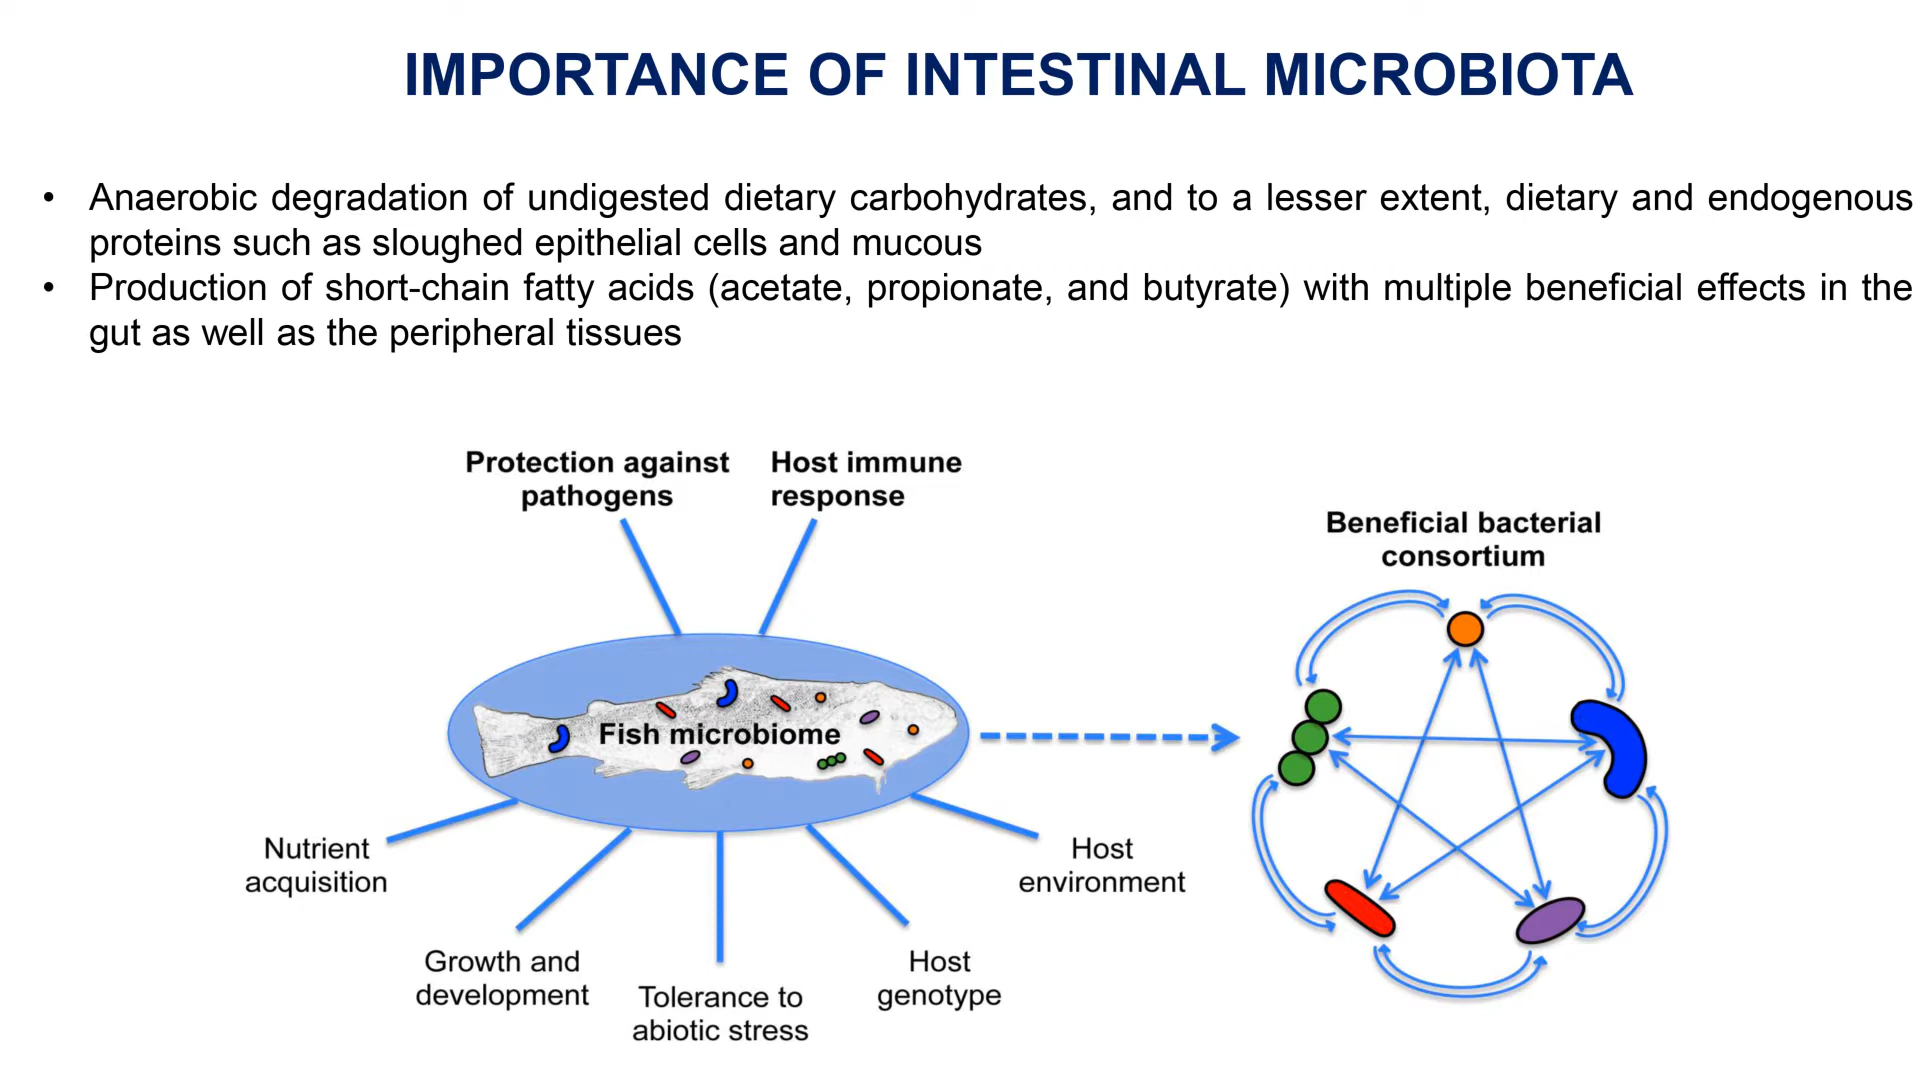 IMPORTANCE OF INTESTINAL MICROBIOTA
• Anaerobic degradation of undigested dietary carbohydrates, and to a lesser extent, dietary and endogenous
proteins such as sloughed epithelial cells and mucous
• Production of short-chain fatty acids (acetate, propionate, and butyrate) with multiple beneficial effects in the
gut as well as the peripheral tissues
Protection against
pathogens
Host immune
response
Beneficial bacterial
consortium
Fish microbiome
Nutrient
acquisition
Host
environment
Growth and
development
Tolerance to
abiotic stress
Host
genotype